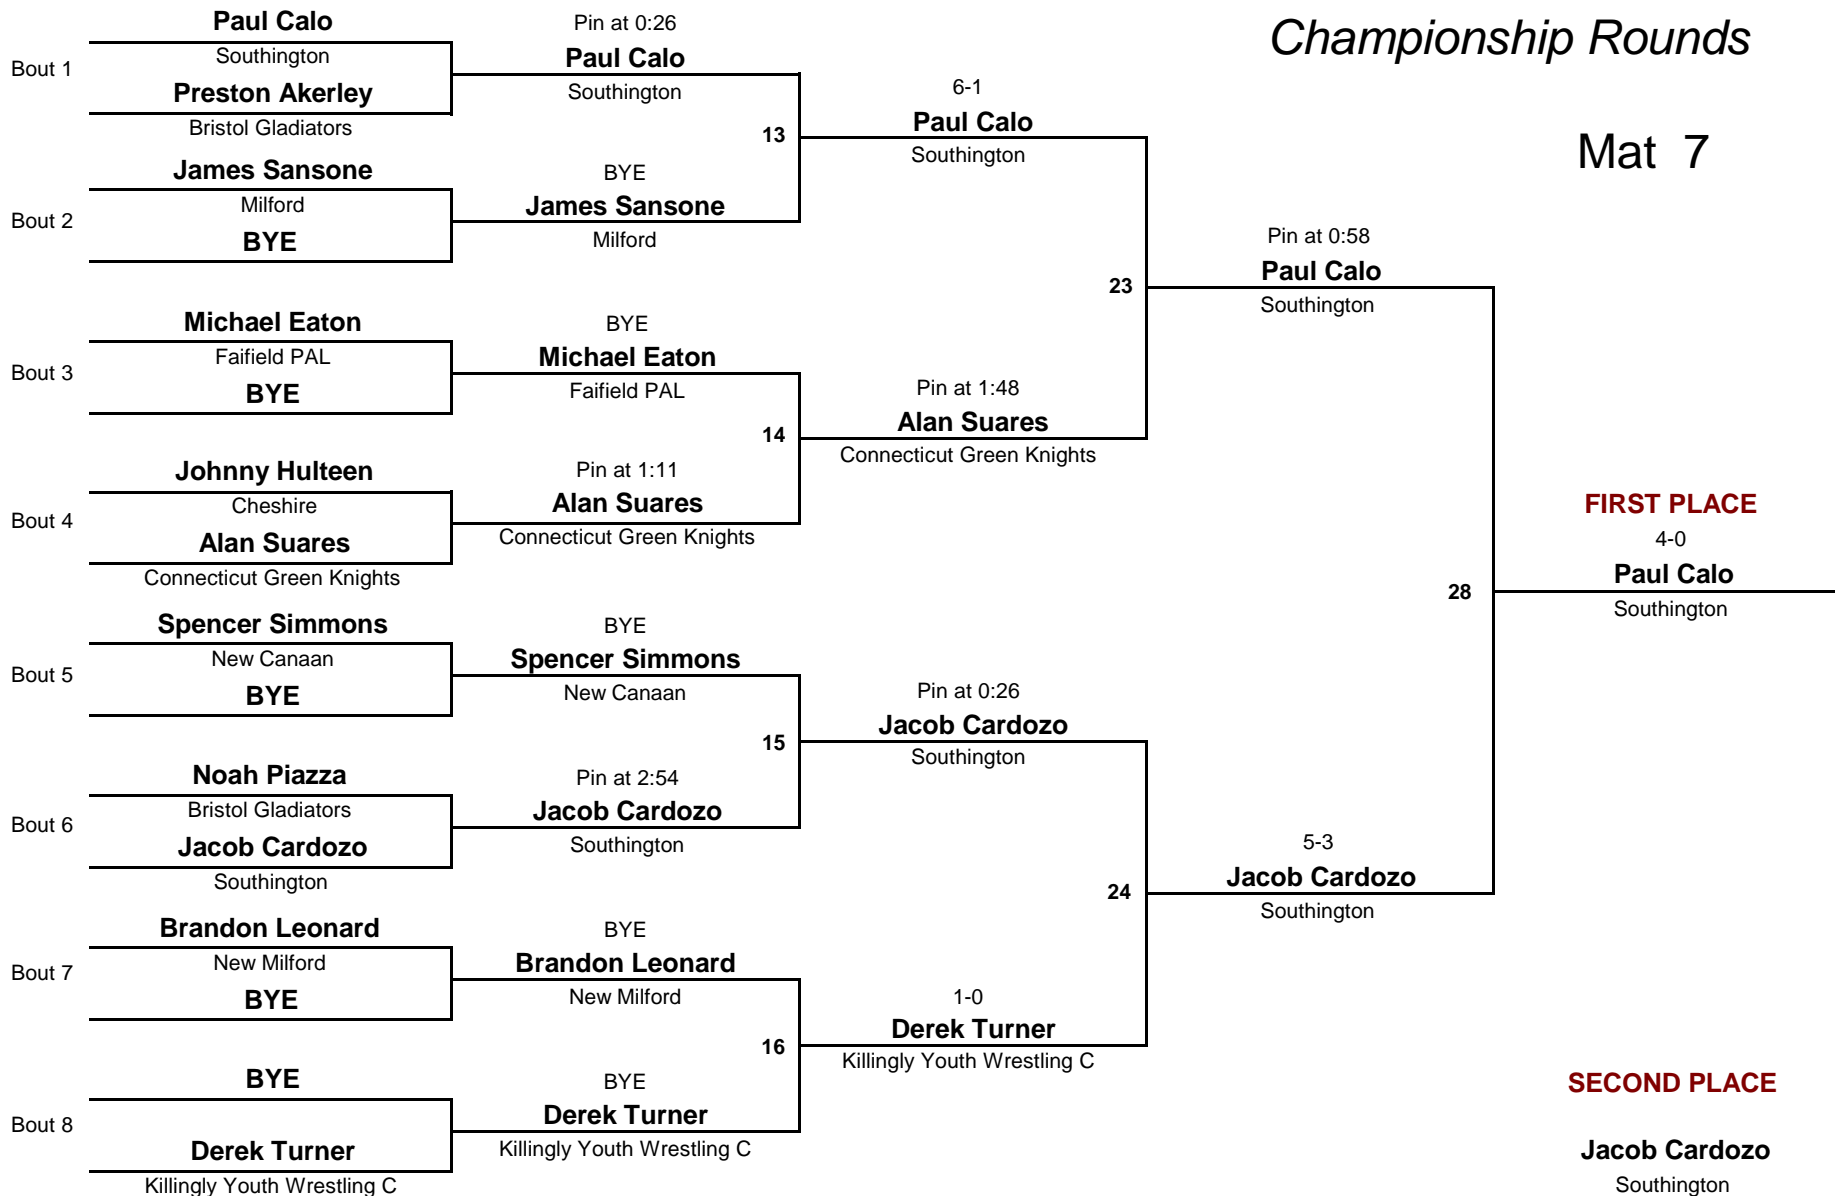 Championship Rounds
Mat 7
Bout 1
Paul Calo
Southington
Preston Akerley
Bristol Gladiators
Bout 2
James Sansone
Milford
BYE
Bout 3
Michael Eaton
Faifield PAL
BYE
Bout 4
Johnny Hulteen
Cheshire
Alan Suares
Connecticut Green Knights
Bout 5
Spencer Simmons
New Canaan
BYE
Bout 6
Noah Piazza
Bristol Gladiators
Jacob Cardozo
Southington
Bout 7
Brandon Leonard
New Milford
BYE
Bout 8
BYE
Derek Turner
Killingly Youth Wrestling C
Pin at 0:26
Paul Calo
Southington
13
BYE
James Sansone
Milford
BYE
Michael Eaton
Faifield PAL
14
Pin at 1:11
Alan Suares
Connecticut Green Knights
BYE
Spencer Simmons
New Canaan
15
Pin at 2:54
Jacob Cardozo
Southington
BYE
Brandon Leonard
New Milford
16
BYE
Derek Turner
Killingly Youth Wrestling C
6-1
Paul Calo
Southington
23
Pin at 1:48
Alan Suares
Connecticut Green Knights
Pin at 0:26
Jacob Cardozo
Southington
24
1-0
Derek Turner
Killingly Youth Wrestling C
Pin at 0:58
Paul Calo
Southington
28
5-3
Jacob Cardozo
Southington
FIRST PLACE
4-0
Paul Calo
Southington
SECOND PLACE
Jacob Cardozo
Southington